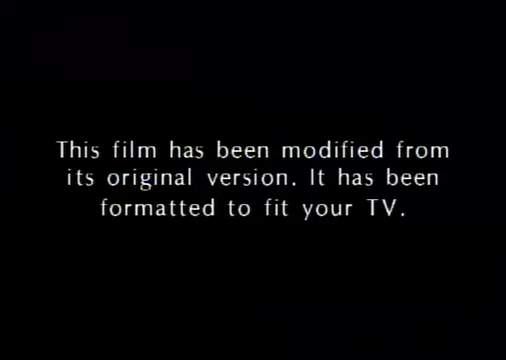 This film has been modified from
its original version. It has been
formatted to fit your TV.